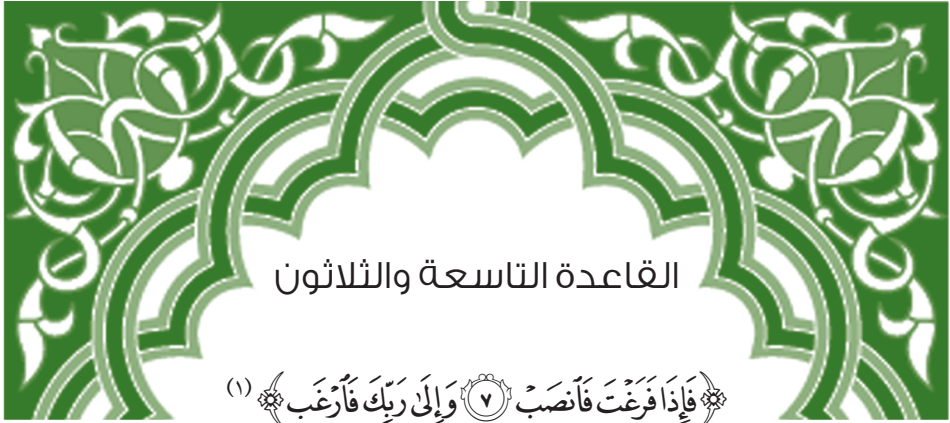 القاعدة التاسعة والثلاثون
﴿فَإِذَا فَرَغْتَ فَٱنصَبْ ٧ وَإِلَىٰ رَبِّكَ فَٱرْغَب﴾ (١)